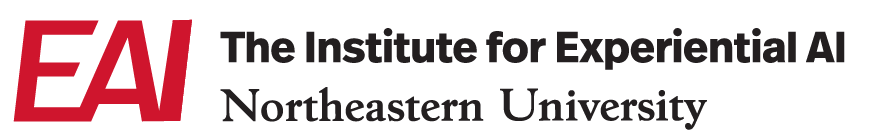 EAI
The Institute for Experiential AI
Northeastern University